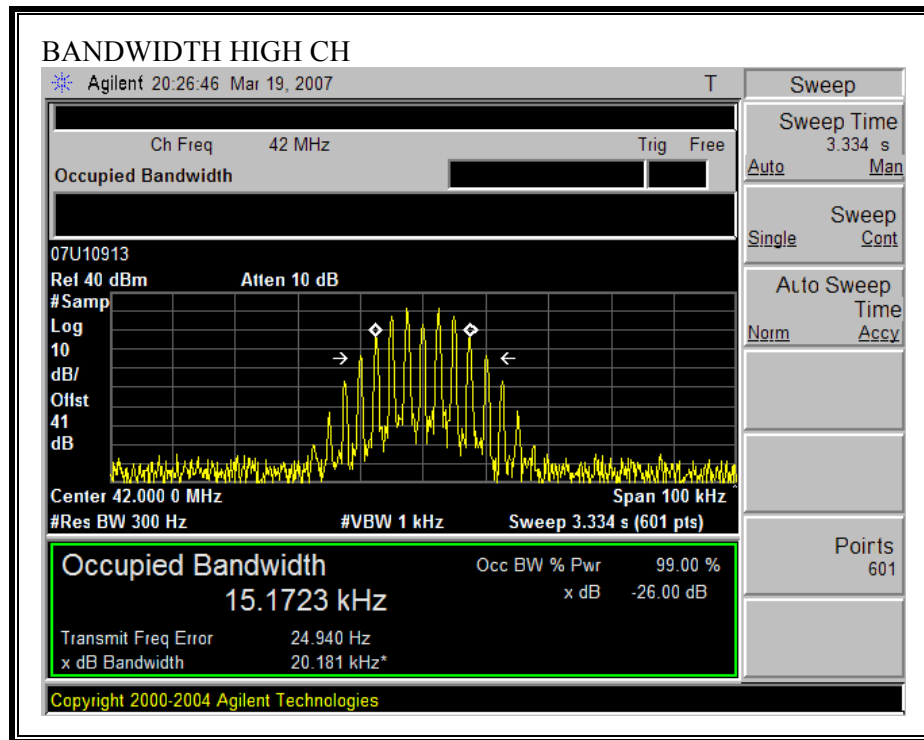 BANDWIDTH HIGH CH
Agilent 20:26:46 Mar 19, 2007 T
Ch Freq 42 MHz Trig Free
Occupied Bandwidth
07U10913
Ref 40 dBm Atten 10 dB
#Samp
Log
10
dB/
Offst
41
dB
Center 42.000 0 MHz Span 100 kHz
#Res BW 300 Hz #VBW 1 kHz Sweep 3.334 s (601 pts)
Occupied Bandwidth Occ BW % Pwr 99.00 %
15.1723 kHz x dB -26.00 dB
Transmit Freq Error 24.940 Hz
x dB Bandwidth 20.181 kHz*
Copyright 2000-2004 Agilent Technologies
Sweep
Sweep Time
3.334 s
Auto Man
Sweep
Single Cont
Auto Sweep
Time
Norm Accy
Points
601